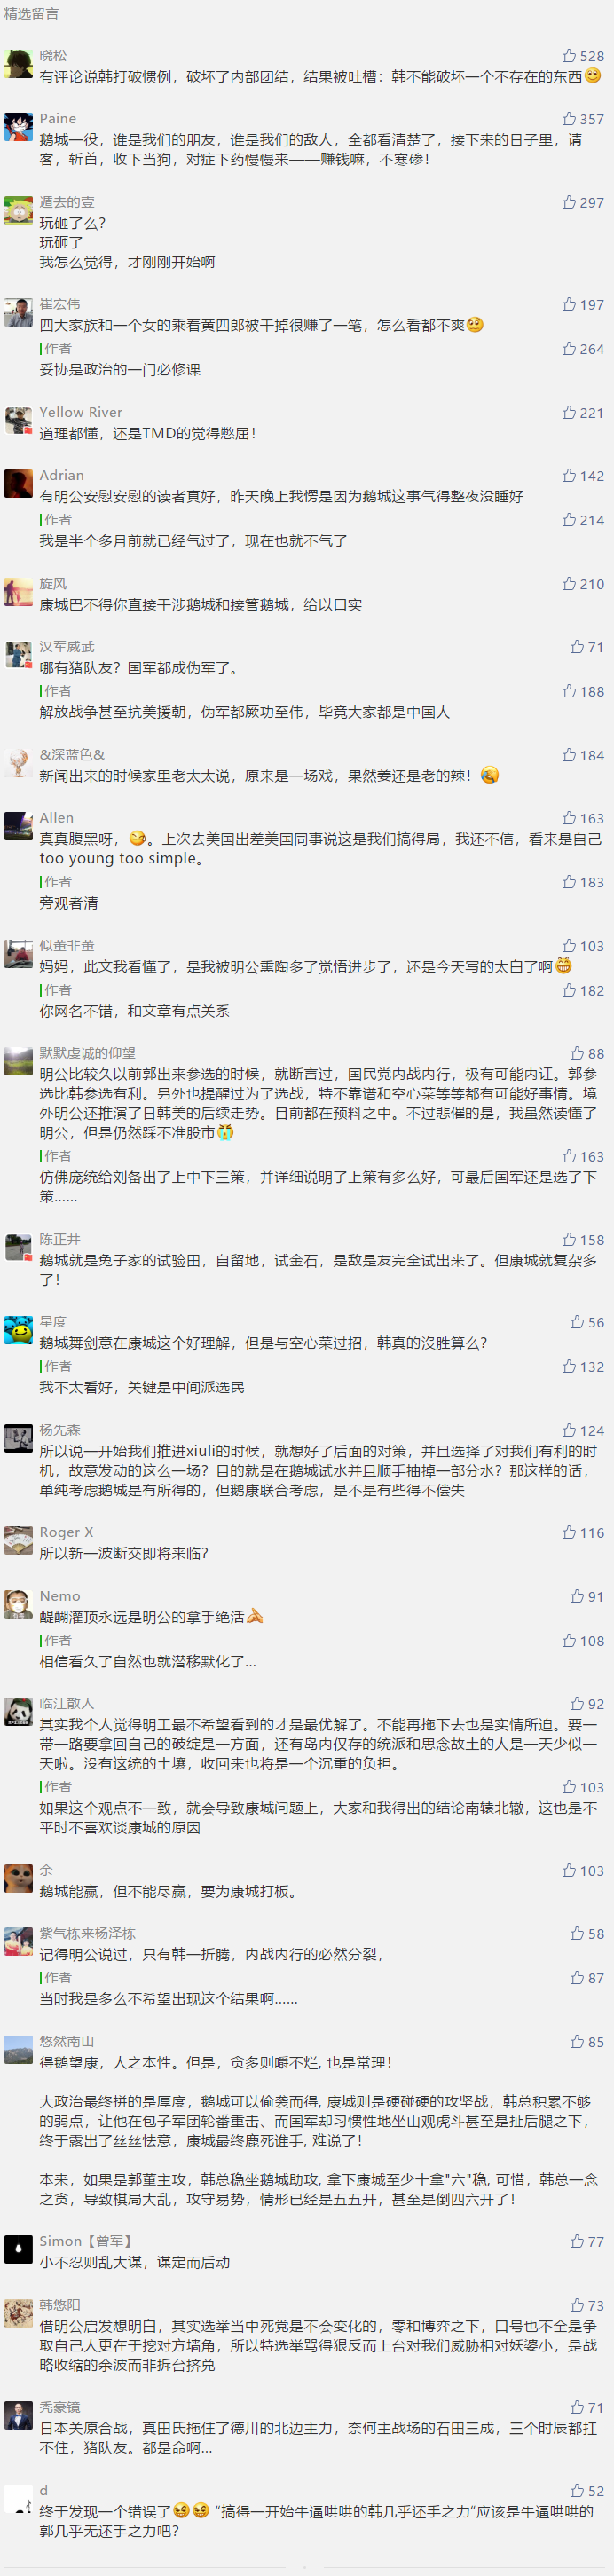 精选留言
晓松
528
有评论说韩打破惯例，破坏了内部团结，结果被吐槽：韩不能破坏一个不存在的东西
Paine
357
鹅城一役，谁是我们的朋友，谁是我们的敌人，全都看清楚了，接下来的日子里，请
客，斩首，收下当狗，对症下药慢慢来——赚钱嘛，不寒碜！
遁去的壹
297
玩砸了么？
玩砸了
我怎么觉得，才刚刚开始啊
崔宏伟
197
四大家族和一个女的乘着黄四郎被干掉很赚了一笔，怎么看都不爽
作者
264
妥协是政治的一门必修课
Yellow River
221
道理都懂，还是TMD的觉得憋屈！
Adrian
142
有明公安慰安慰的读者真好，昨天晚上我愣是因为鹅城这事气得整夜没睡好
作者
214
我是半个多月前就已经气过了，现在也就不气了
旋风
210
康城巴不得你直接干涉鹅城和接管鹅城，给以口实
汉军威武
71
哪有猪队友？国军都成伪军了。
作者
188
解放战争甚至抗美援朝，伪军都厥功至伟，毕竟大家都是中国人
&深蓝色&
184
新闻出来的时候家里老太太说，原来是一场戏，果然姜还是老的辣！
Allen
163
真真腹黑呀，。上次去美国出差美国同事说这是我们搞得局，我还不信，看来是自己
too young too simple。
作者
183
旁观者清
似董非董
103
妈妈，此文我看懂了，是我被明公熏陶多了觉悟进步了，还是今天写的太白了啊
作者
182
你网名不错，和文章有点关系
默默虔诚的仰望
88
明公比较久以前郭出来参选的时候，就断言过，国民党内战内行，极有可能内讧。郭参
选比韩参选有利。另外也提醒过为了选战，特不靠谱和空心菜等等都有可能好事情。境
外明公还推演了日韩美的后续走势。目前都在预料之中。不过悲催的是，我虽然读懂了
明公，但是仍然踩不准股市
作者
163
仿佛庞统给刘备出了上中下三策，并详细说明了上策有多么好，可最后国军还是选了下
策......
陈正井
158
鹅城就是兔子家的试验田，自留地，试金石，是敌是友完全试出来了。但康城就复杂多
了！
星度
56
鹅城舞剑意在康城这个好理解，但是与空心菜过招，韩真的沒胜算么？
作者
132
我不太看好，关键是中间派选民
杨先森
124
所以说一开始我们推进xiuli的时候，就想好了后面的对策，并且选择了对我们有利的时
机，故意发动的这么一场？目的就是在鹅城试水并且顺手抽掉一部分水？那这样的话，
单纯考虑鹅城是有所得的，但鹅康联合考虑，是不是有些得不偿失
Roger X
116
所以新一波断交即将来临？
Nemo
91
醍醐灌顶永远是明公的拿手绝活
作者
108
相信看久了自然也就潜移默化了...
临江散人
92
其实我个人觉得明工最不希望看到的才是最优解了。不能再拖下去也是实情所迫。要一
带一路要拿回自己的破绽是一方面，还有岛内仅存的统派和思念故土的人是一天少似一
天啦。没有这统的土壤，收回来也将是一个沉重的负担。
作者
103
如果这个观点不一致，就会导致康城问题上，大家和我得出的结论南辕北辙，这也是不
平时不喜欢谈康城的原因
余
103
鹅城能赢，但不能尽赢，要为康城打板。
紫气栋来杨泽栋
58
记得明公说过，只有韩一折腾，内战内行的必然分裂，
作者
87
当时我是多么不希望出现这个结果啊......
悠然南山
85
得鹅望康，人之本性。但是，贪多则嚼不烂, 也是常理！
大政治最终拼的是厚度，鹅城可以偷袭而得, 康城则是硬碰硬的攻坚战，韩总积累不够
的弱点，让他在包子军团轮番重击、而国军却习惯性地坐山观虎斗甚至是扯后腿之下，
终于露出了丝丝怯意，康城最终鹿死谁手, 难说了！
本来，如果是郭董主攻，韩总稳坐鹅城助攻, 拿下康城至少十拿"六"稳, 可惜，韩总一念
之贪，导致棋局大乱，攻守易势，情形已经是五五开，甚至是倒四六开了！
Simon【曾军】
77
小不忍则乱大谋，谋定而后动
韩悠阳
73
借明公启发想明白，其实选举当中死党是不会变化的，零和博弈之下，口号也不全是争
取自己人更在于挖对方墙角，所以特选举骂得狠反而上台对我们威胁相对妖婆小，是战
略收缩的余波而非拆台挤兑
秃豪镜
71
日本关原合战，真田氏拖住了德川的北边主力，奈何主战场的石田三成，三个时辰都扛
不住，猪队友。都是命啊...
d
52
终于发现一个错误了 “搞得一开始牛逼哄哄的韩几乎还手之力”应该是牛逼哄哄的
郭几乎无还手之力吧？